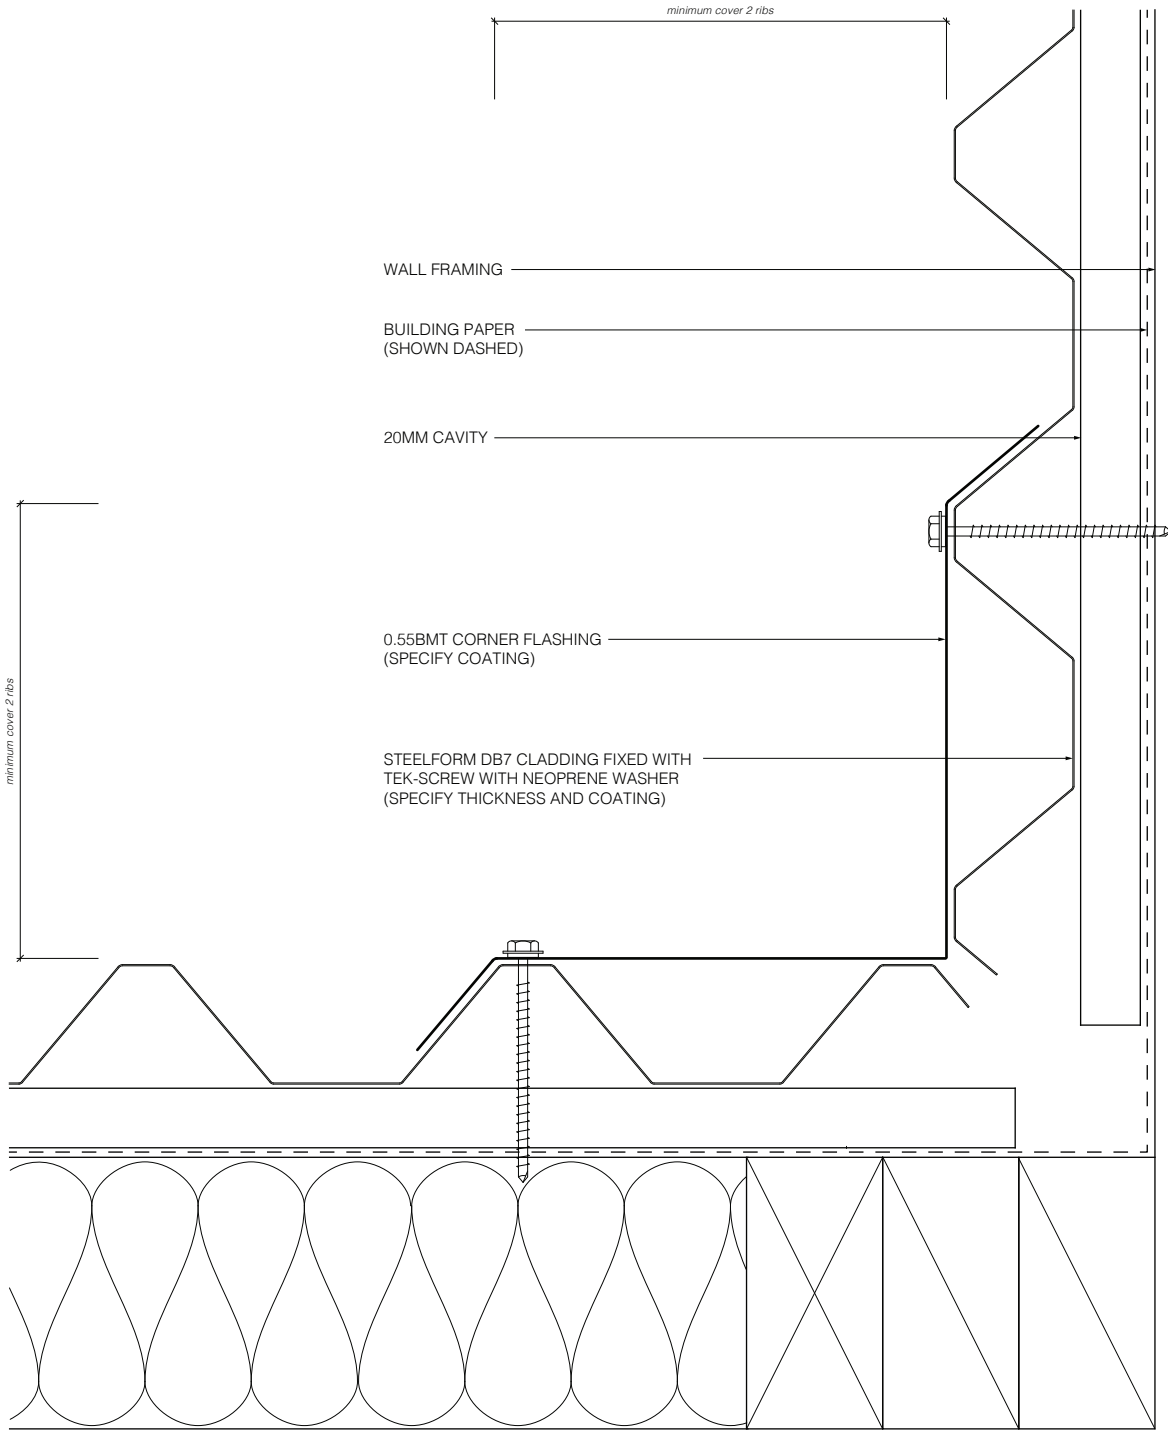 minimum cover 2 ribs
WALL FRAMING
BUILDING PAPER
(SHOWN DASHED)
20MM CAVITY
0.55BMT CORNER FLASHING
(SPECIFY COATING)
minimum cover 2 ribs
STEELFORM DB7 CLADDING FIXED WITH
TEK-SCREW WITH NEOPRENE WASHER
(SPECIFY THICKNESS AND COATING)